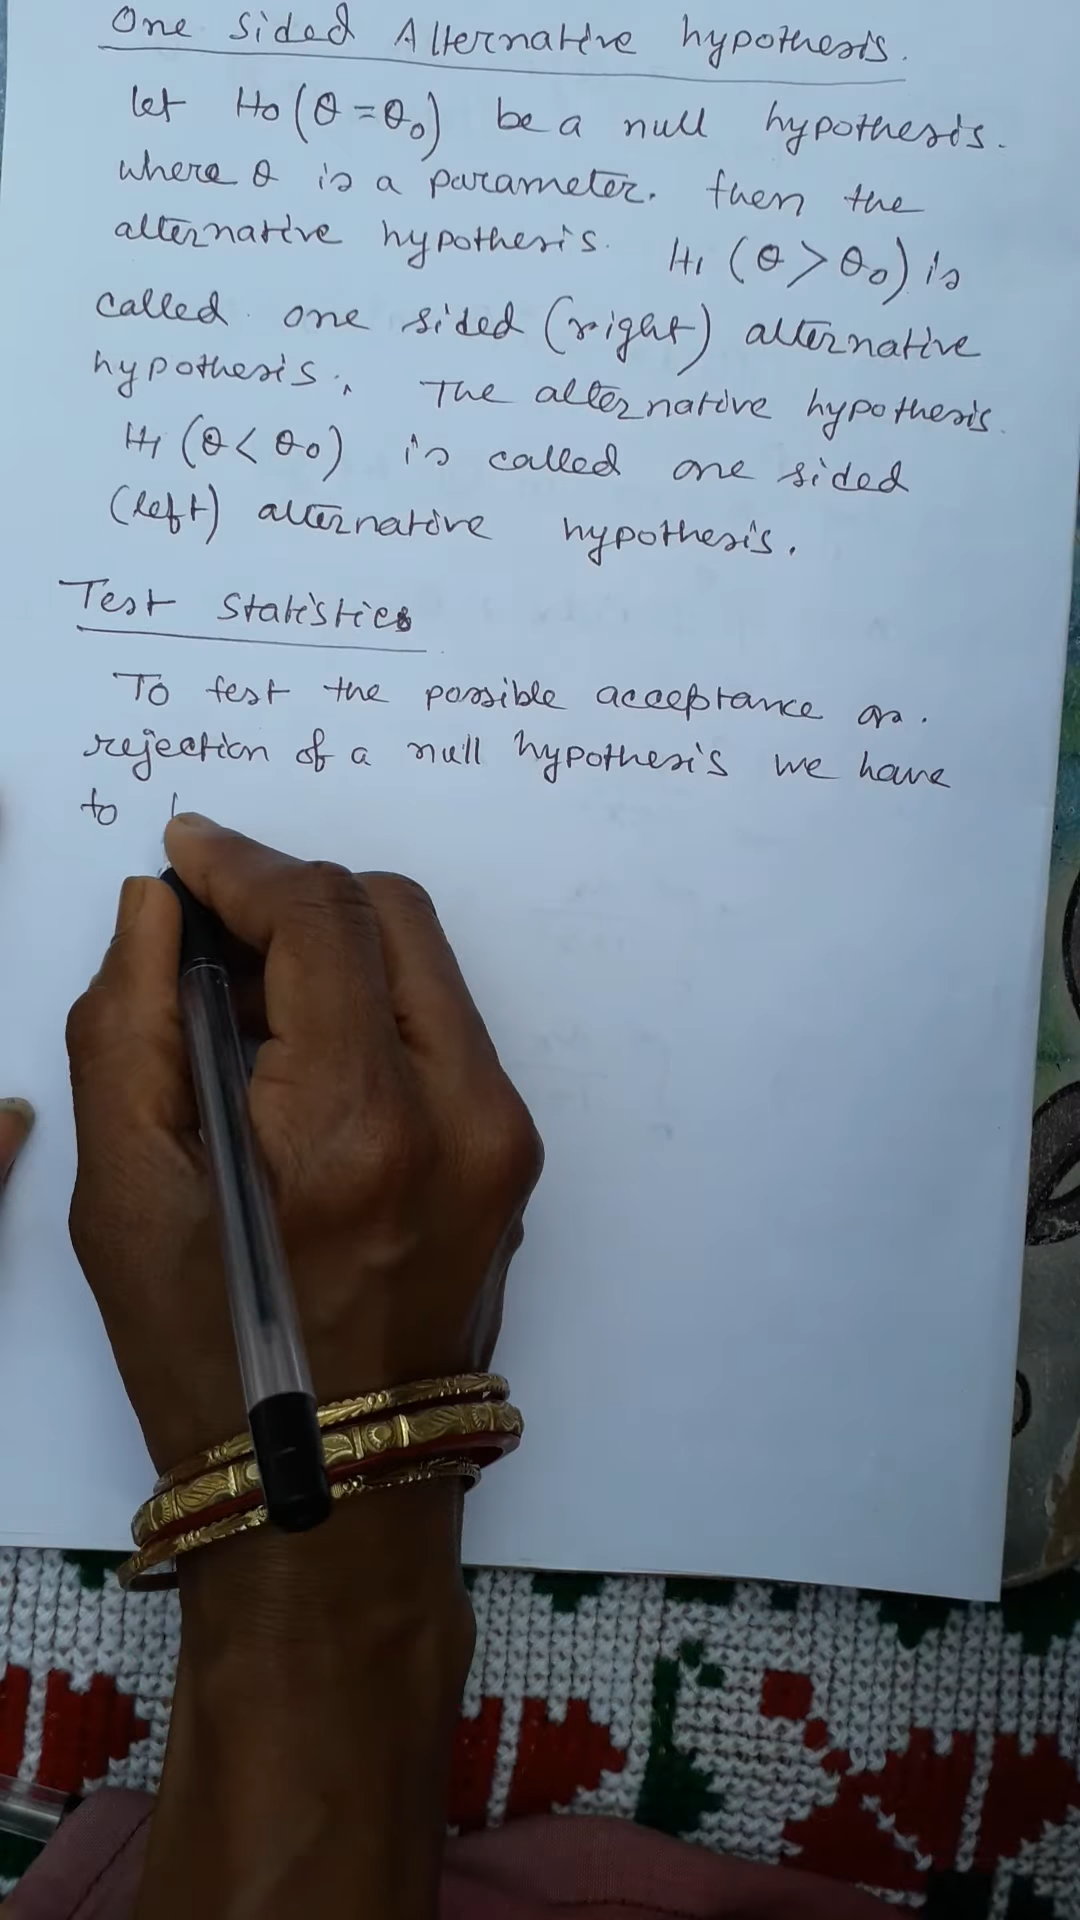 One sided Alternative hypothesis.
let H0 (θ = θ0) be a null hypothesis.
where θ is a parameter. then the
alternative hypothesis. H1 (θ > θ0) is
called one sided (right) alternative
hypothesis. The alternative hypothesis.
H1 (θ < θ0) is called one sided
(left) alternative hypothesis.
Test Statistics
To test the possible acceptance or.
rejection of a null hypothesis we have
to